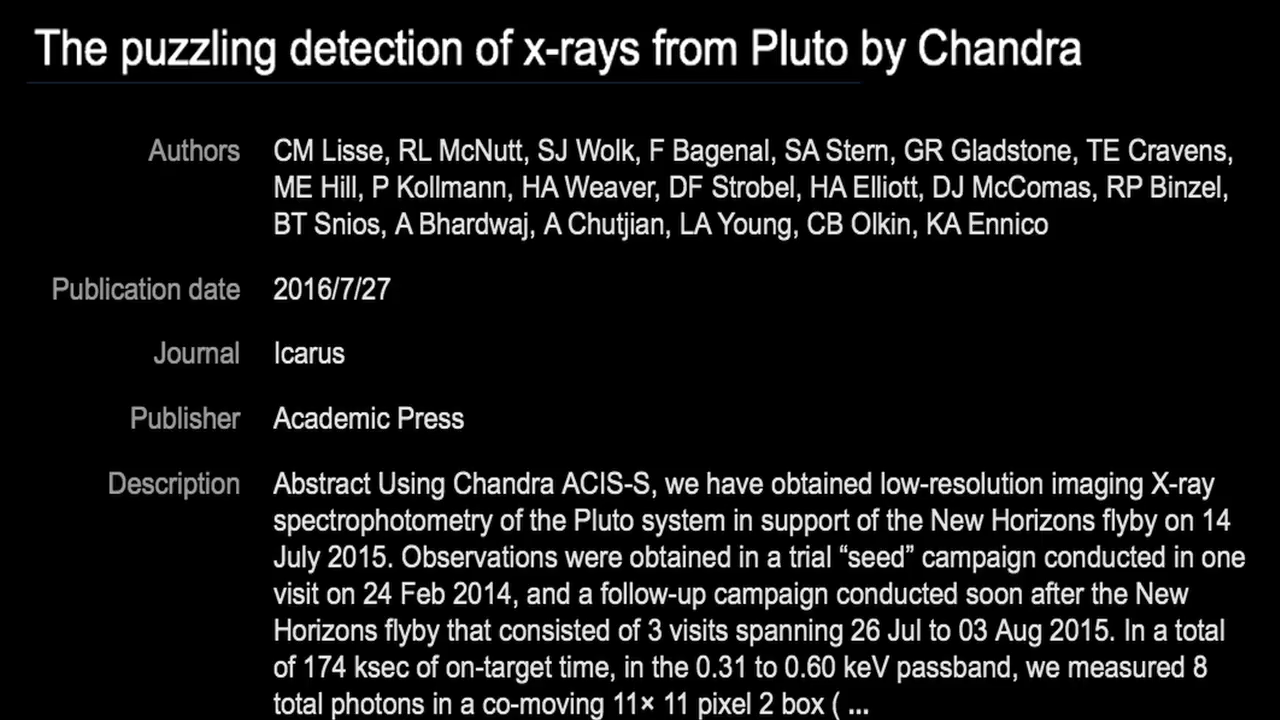 The puzzling detection of x-rays from Pluto by Chandra
Authors CM Lisse, RL McNutt, SJ Wolk, F Bagenal, SA Stern, GR Gladstone, TE Cravens,
ME Hill, P Kollmann, HA Weaver, DF Strobel, HA Elliott, DJ McComas, RP Binzel,
BT Snios, A Bhardwaj, A Chutjian, LA Young, CB Olkin, KA Ennico
Publication date 2016/7/27
Journal Icarus
Publisher Academic Press
Description Abstract Using Chandra ACIS-S, we have obtained low-resolution imaging X-ray
spectrophotometry of the Pluto system in support of the New Horizons flyby on 14
July 2015. Observations were obtained in a trial “seed” campaign conducted in one
visit on 24 Feb 2014, and a follow-up campaign conducted soon after the New
Horizons flyby that consisted of 3 visits spanning 26 Jul to 03 Aug 2015. In a total
of 174 ksec of on-target time, in the 0.31 to 0.60 keV passband, we measured 8
total photons in a co-moving 11× 11 pixel 2 box ( ...